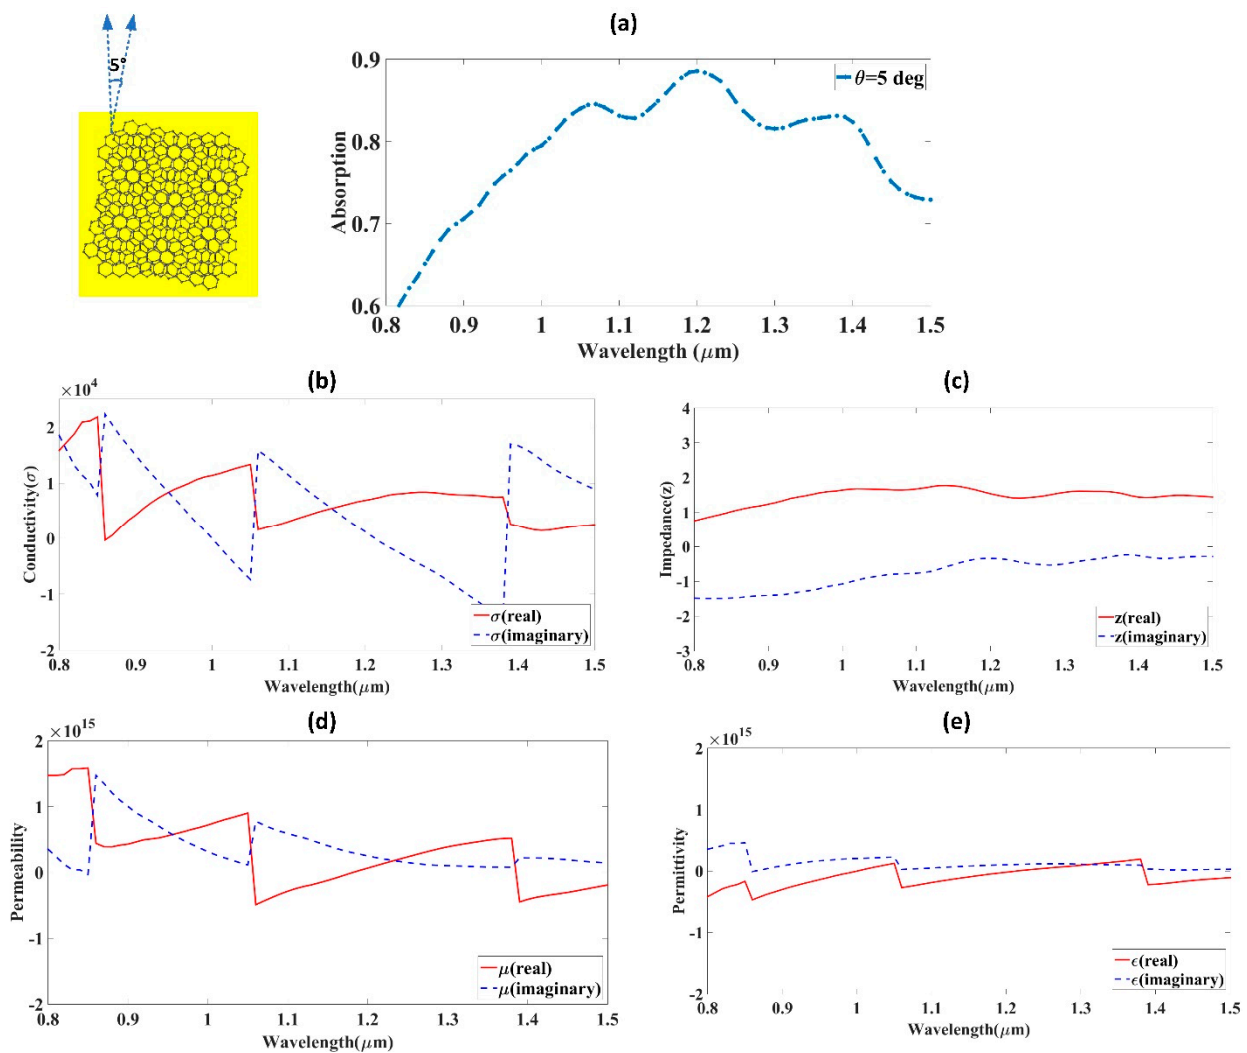 (a)
5°
0.9
0.8
0.7
0.6
Absorption
θ=5 deg
0.8 0.9 1 1.1 1.2 1.3 1.4 1.5
Wavelength (μm)
(b)
×10⁴
2
1
0
-1
-2
Conductivity(σ)
σ(real)
σ(imaginary)
0.8 0.9 1 1.1 1.2 1.3 1.4 1.5
Wavelength(μm)
(c)
4
3
2
1
0
-1
-2
-3
Impedance(z)
z(real)
z(imaginary)
0.8 0.9 1 1.1 1.2 1.3 1.4 1.5
Wavelength(μm)
(d)
×10¹⁵
2
1
0
-1
-2
Permeability
μ(real)
μ(imaginary)
0.8 0.9 1 1.1 1.2 1.3 1.4 1.5
Wavelength(μm)
(e)
×10¹⁵
2
1
0
-1
-2
Permittivity
ϵ(real)
ϵ(imaginary)
0.8 0.9 1 1.1 1.2 1.3 1.4 1.5
Wavelength(μm)